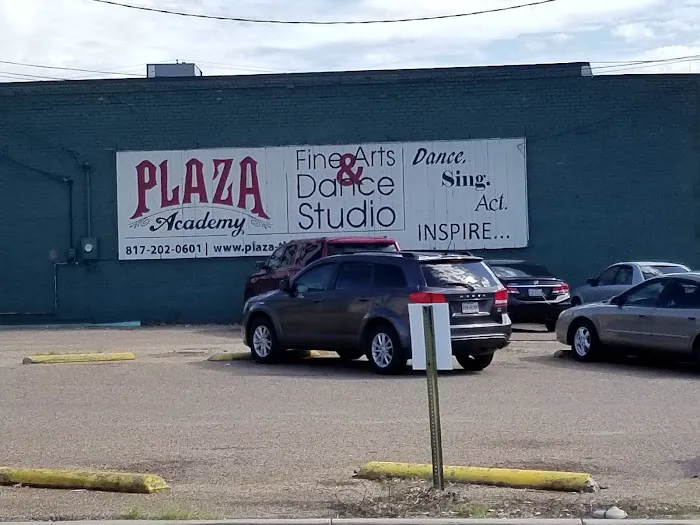 PLAZA
Academy
817-202-0601 | www.plaza-
Fine Arts
&
Dance
Studio
Dance.
Sing.
Act.
INSPIRE...